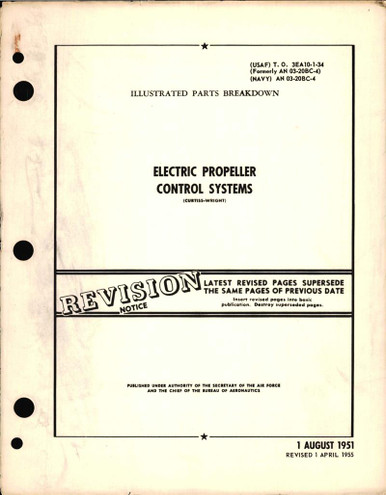 (USAF) T. O. 3EA10-1-34
(Formerly AN 03-20BC-4)
(NAVY) AN 03-20BC-4
ILLUSTRATED PARTS BREAKDOWN
ELECTRIC PROPELLER
CONTROL SYSTEMS
(CURTISS-WRIGHT)
REVISION
NOTICE
LATEST REVISED PAGES SUPERSEDE
THE SAME PAGES OF PREVIOUS DATE
Insert revised pages into basic
publication. Destroy superseded pages.
PUBLISHED UNDER AUTHORITY OF THE SECRETARY OF THE AIR FORCE
AND THE CHIEF OF THE BUREAU OF AERONAUTICS
1 AUGUST 1951
REVISED 1 APRIL 1955